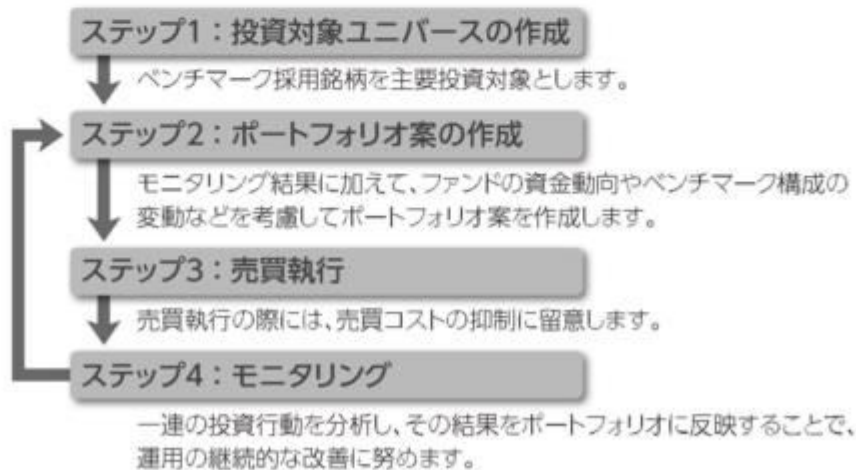 ステップ1：投資対象ユニバースの作成
ベンチマーク採用銘柄を主要投資対象とします。
ステップ2：ポートフォリオ案の作成
モニタリング結果に加えて、ファンドの資金動向やベンチマーク構成の
変動などを考慮してポートフォリオ案を作成します。
ステップ3：売買執行
売買執行の際には、売買コストの抑制に留意します。
ステップ4：モニタリング
一連の投資行動を分析し、その結果をポートフォリオに反映することで、
運用の継続的な改善に努めます。